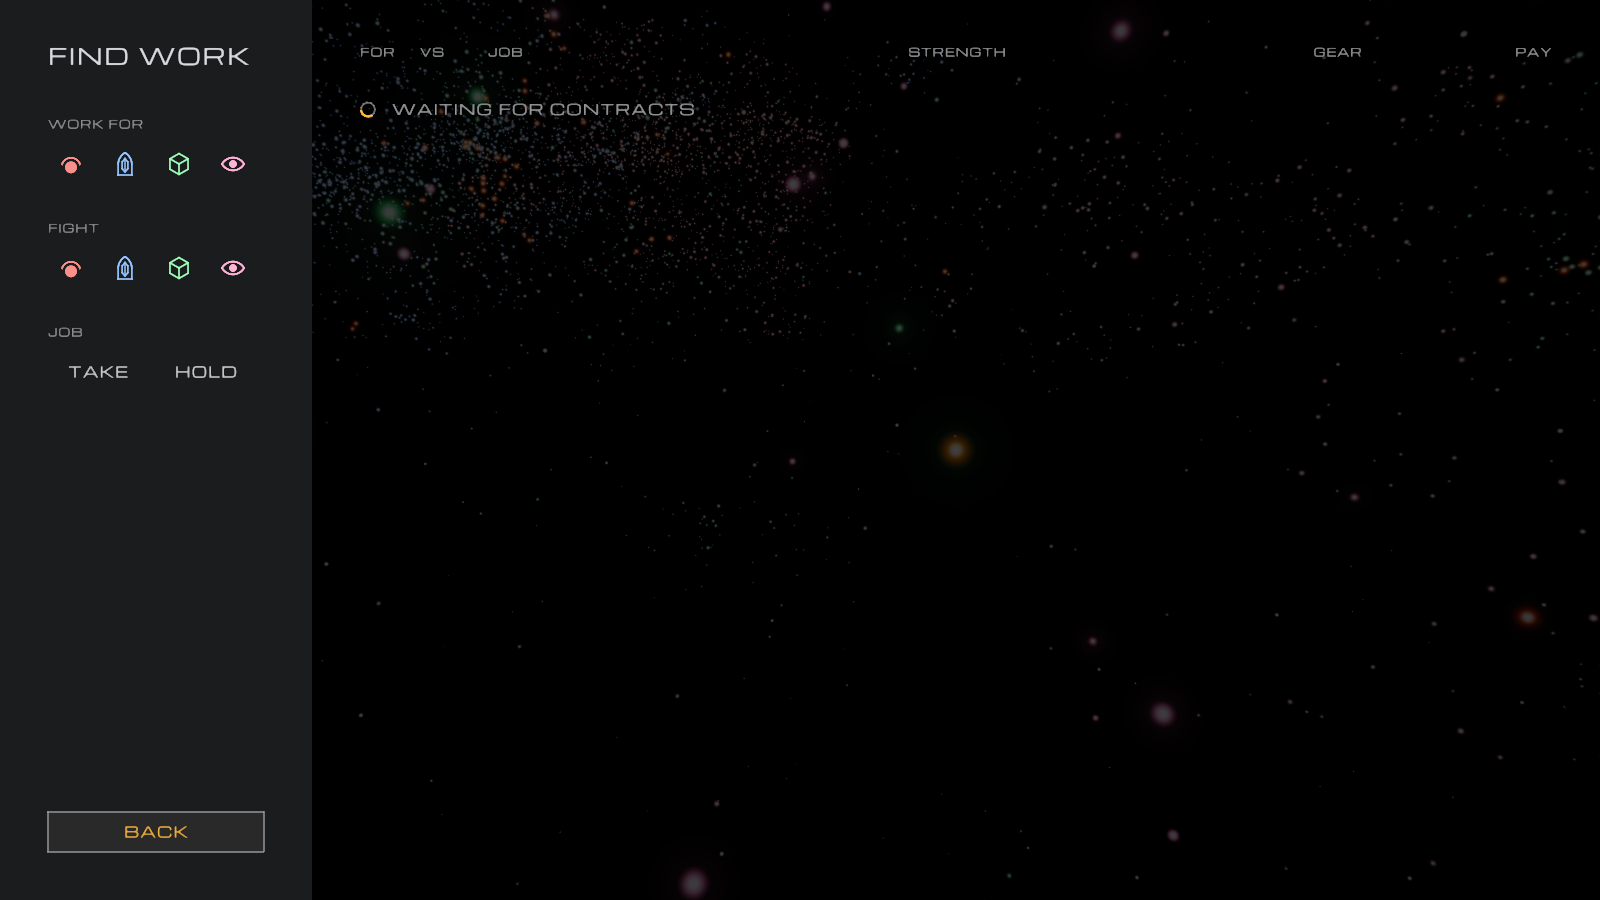 FIND WORK
WORK FOR
FIGHT
JOB
TAKE HOLD
BACK
FOR VS JOB STRENGTH GEAR PAY
WAITING FOR CONTRACTS